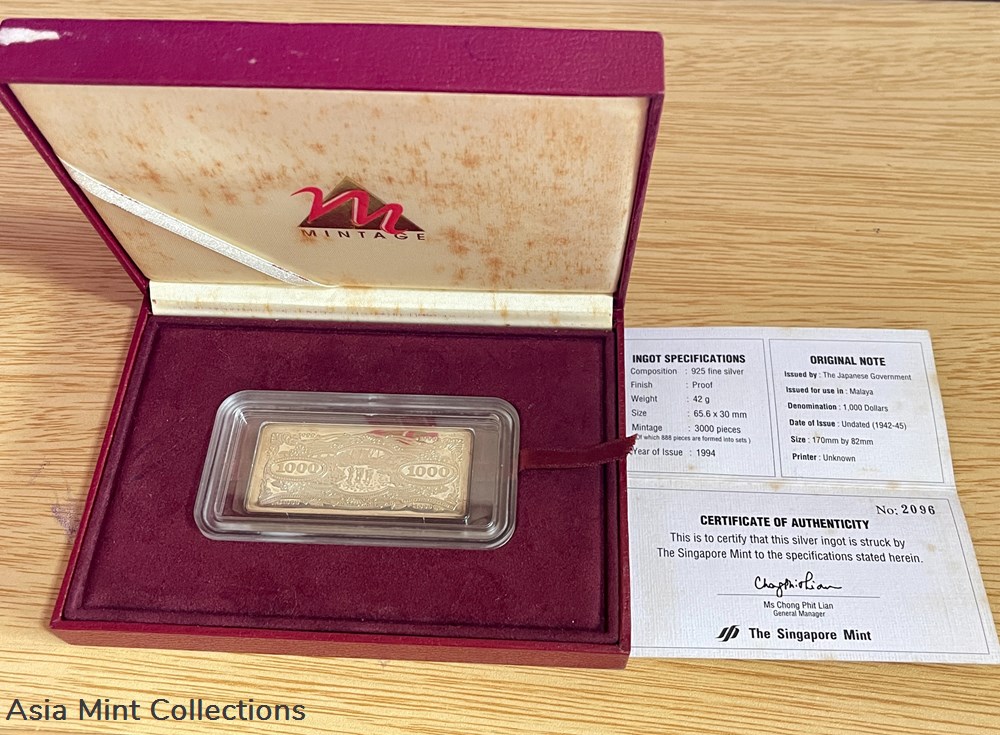 m
MINTAGE
1000
1000
INGOT SPECIFICATIONS
Composition : 925 fine silver
Finish : Proof
Weight : 42 g
Size : 65.6 x 30 mm
Mintage : 3000 pieces
(Of which 888 pieces are formed into sets )
Year of Issue : 1994
ORIGINAL NOTE
Issued by : The Japanese Government
Issued for use in : Malaya
Denomination : 1,000 Dollars
Date of Issue : Undated (1942-45)
Size : 170mm by 82mm
Printer : Unknown
No: 2096
CERTIFICATE OF AUTHENTICITY
This is to certify that this silver ingot is struck by
The Singapore Mint to the specifications stated herein.
Ms Chong Phit Lian
General Manager
The Singapore Mint
Asia Mint Collections